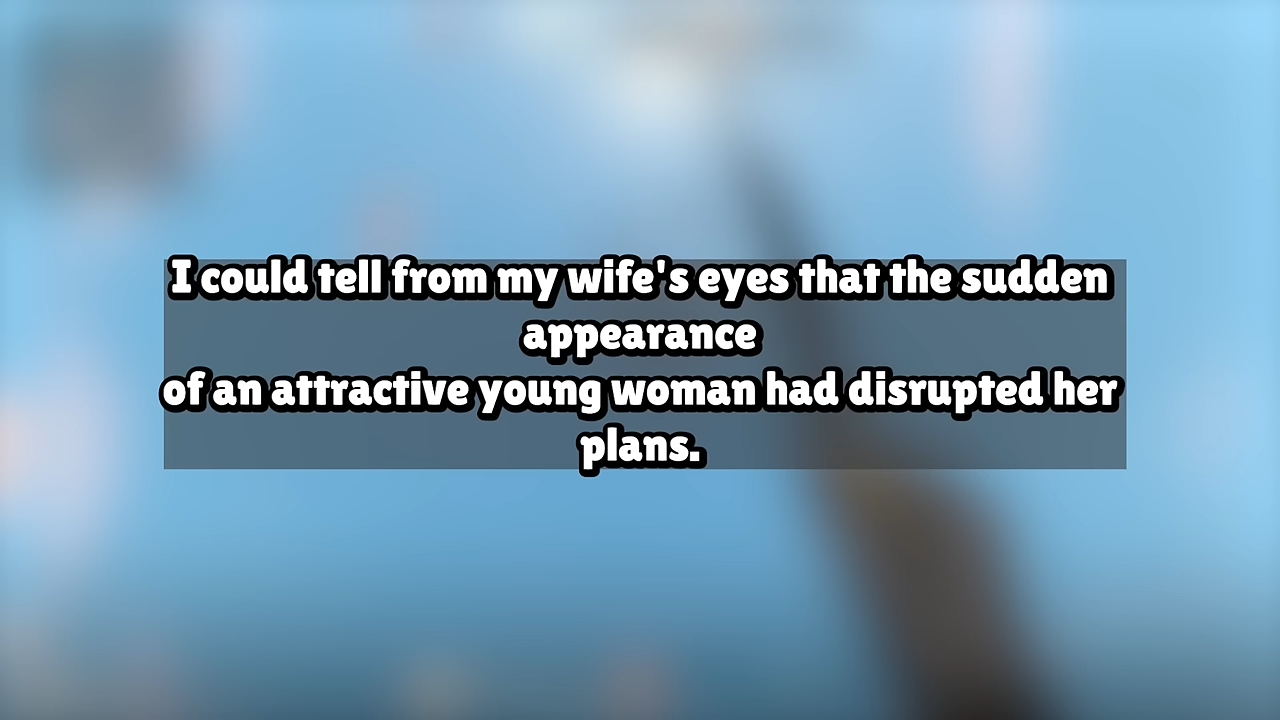 I could tell from my wife's eyes that the sudden
appearance
of an attractive young woman had disrupted her
plans.